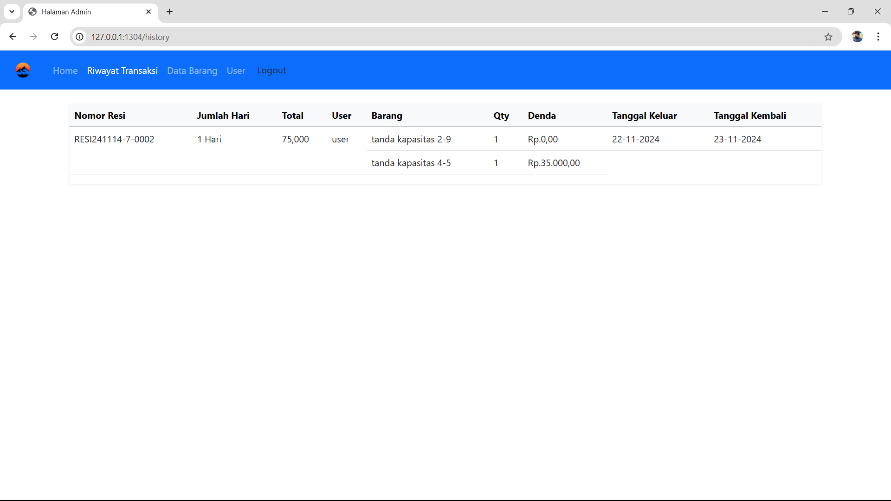 Halaman Admin
127.0.0.1:1304/history
Home Riwayat Transaksi Data Barang User Logout
Nomor Resi Jumlah Hari Total User Barang Qty Denda Tanggal Keluar Tanggal Kembali
RESI241114-7-0002 1 Hari 75,000 user tanda kapasitas 2-9 1 Rp.0,00 22-11-2024 23-11-2024
tanda kapasitas 4-5 1 Rp.35.000,00